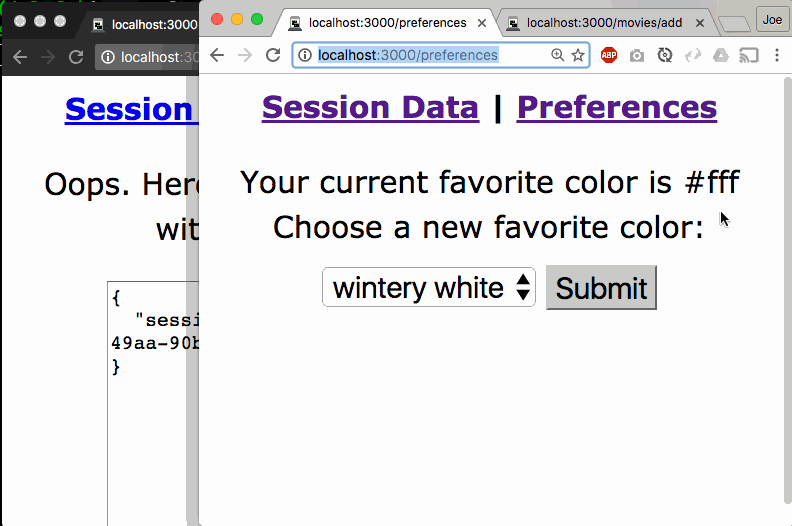 localhost:3000
localhost:3000/preferences
localhost:3000/movies/add
Joe
localhost:30
localhost:3000/preferences
ABP
Session
Session Data | Preferences
Oops. Here
Your current favorite color is #fff
wit
Choose a new favorite color:
wintery white
Submit
{
"sessi
49aa-90b
}